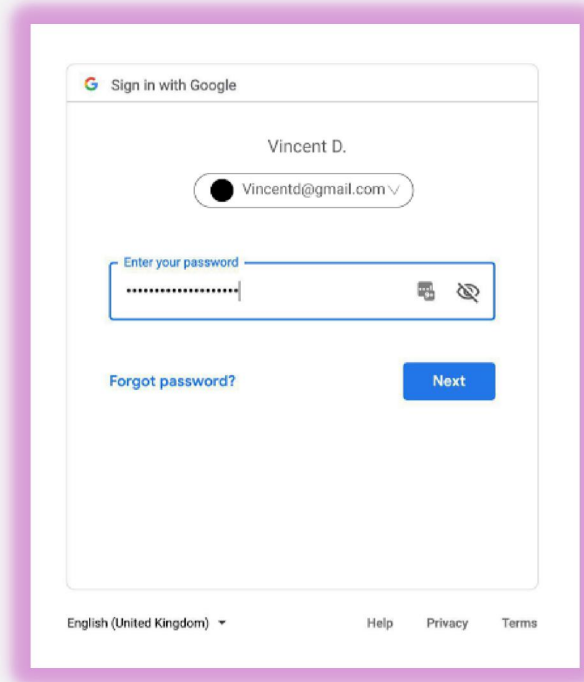 Sign in with Google
Vincent D.
Vincentd@gmail.com
Enter your password
••••••••••••••••••••
Forgot password? Next
English (United Kingdom) Help Privacy Terms